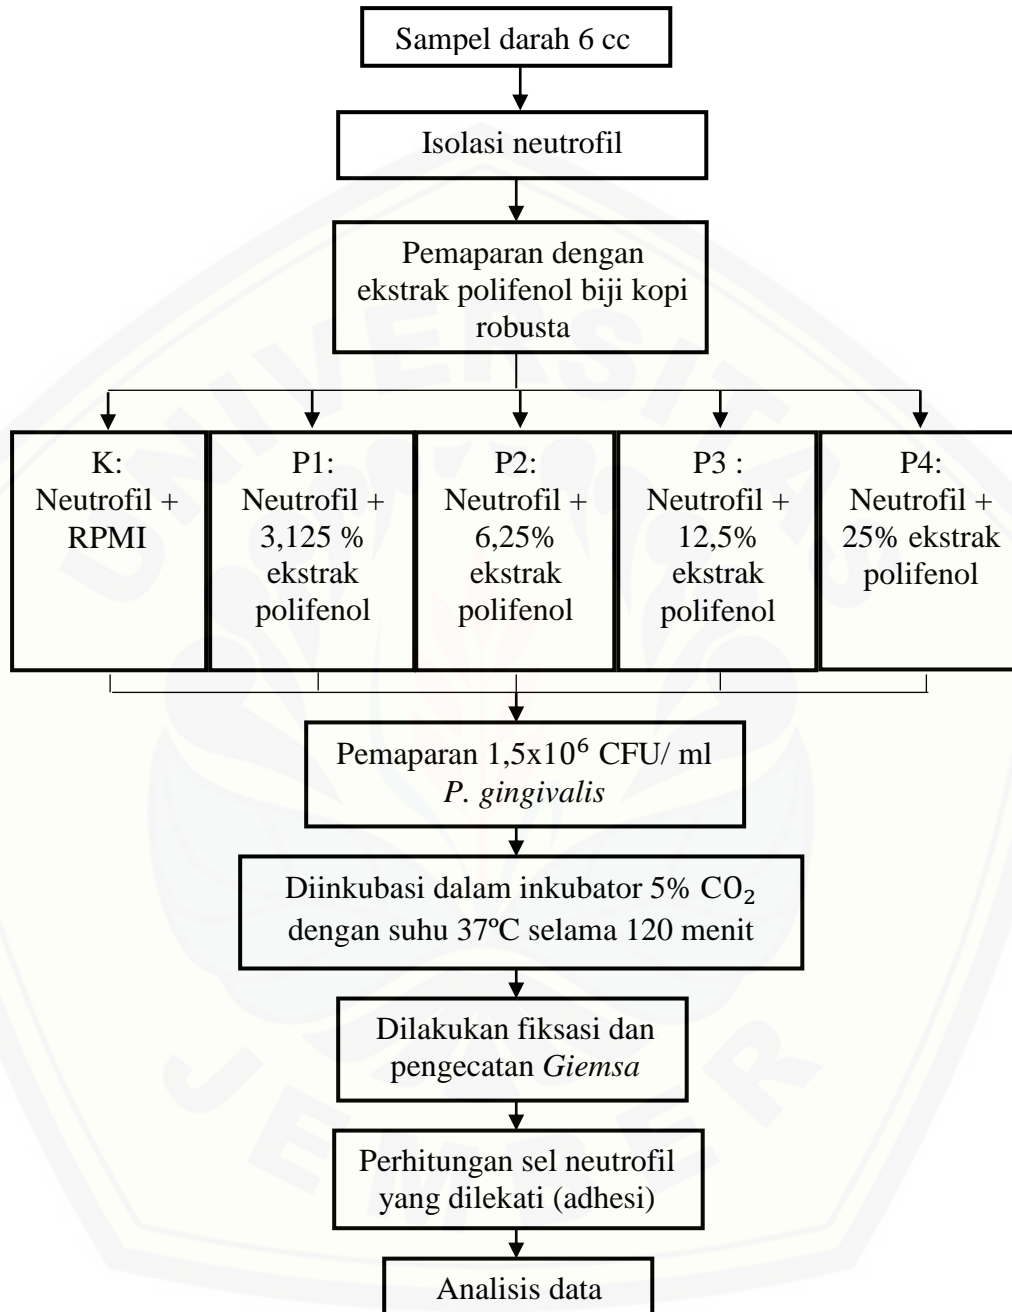 Sampel darah 6 cc
Isolasi neutrofil
Pemaparan dengan
ekstrak polifenol biji kopi
robusta
K:
Neutrofil +
RPMI
P1:
Neutrofil +
3,125 %
ekstrak
polifenol
P2:
Neutrofil +
6,25%
ekstrak
polifenol
P3 :
Neutrofil +
12,5%
ekstrak
polifenol
P4:
Neutrofil +
25% ekstrak
polifenol
Pemaparan 1,5x10⁶ CFU/ ml
P. gingivalis
Diinkubasi dalam inkubator 5% CO₂
dengan suhu 37ºC selama 120 menit
Dilakukan fiksasi dan
pengecatan Giemsa
Perhitungan sel neutrofil
yang dilekati (adhesi)
Analisis data
UNIVERSITAS
JEMBER